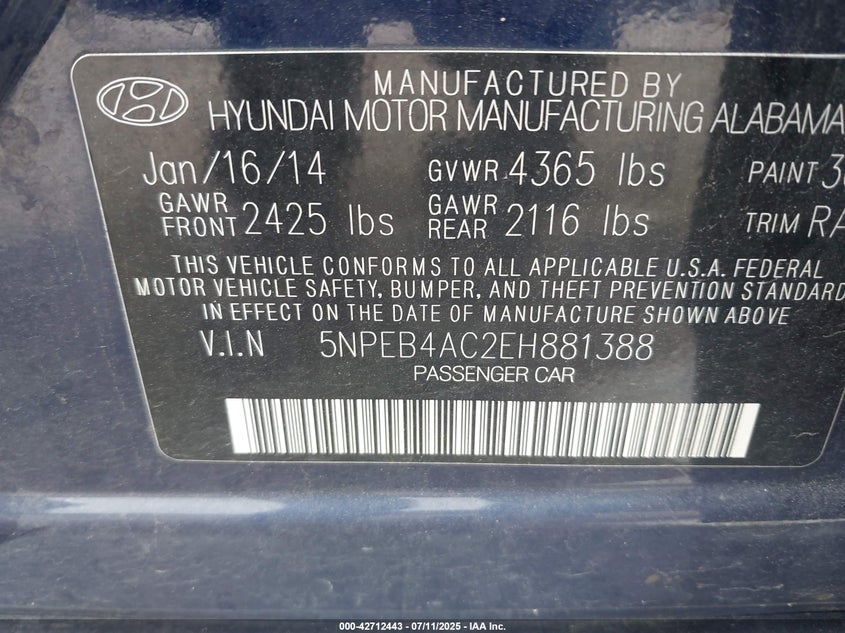 MANUFACTURED BY
HYUNDAI MOTOR MANUFACTURING ALABAMA
Jan/16/14 GVWR 4365 lbs PAINT
GAWR FRONT 2425 lbs GAWR REAR 2116 lbs TRIM RA
THIS VEHICLE CONFORMS TO ALL APPLICABLE U.S.A. FEDERAL
MOTOR VEHICLE SAFETY, BUMPER, AND THEFT PREVENTION STANDARD
IN EFFECT ON THE DATE OF MANUFACTURE SHOWN ABOVE
V.I.N 5NPEB4AC2EH881388
PASSENGER CAR
000-42712443 - 07/11/2025 - IAA Inc.